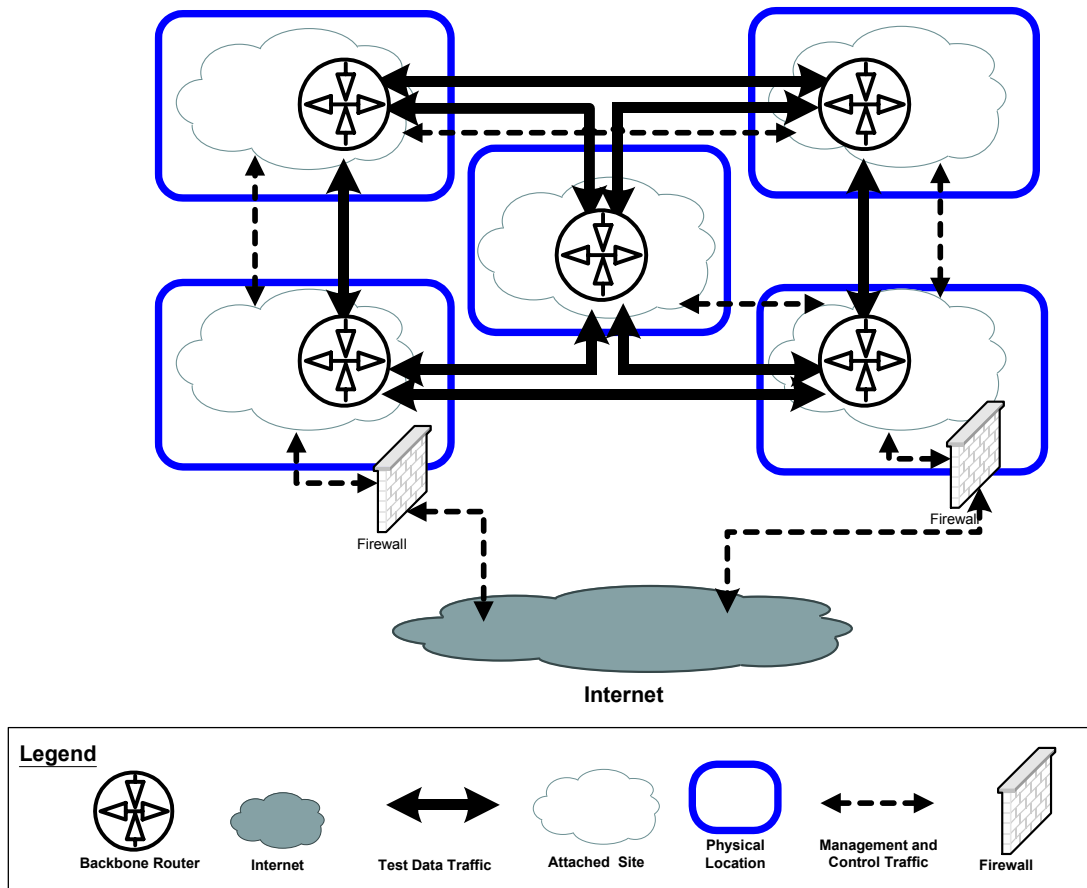 Firewall
Firewall
Internet
Legend
Backbone Router
Internet
Test Data Traffic
Attached Site
Physical
Location
Management and
Control Traffic
Firewall